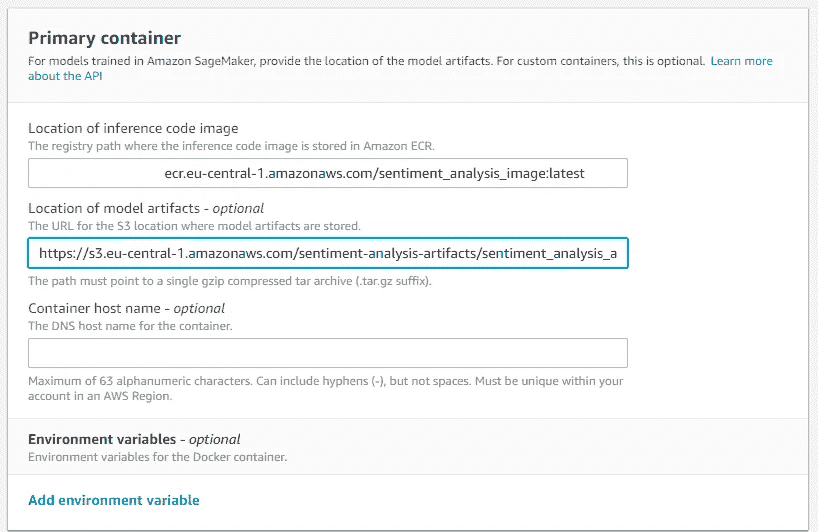 Primary container
For models trained in Amazon SageMaker, provide the location of the model artifacts. For custom containers, this is optional. Learn more
about the API
Location of inference code image
The registry path where the inference code image is stored in Amazon ECR.
ecr.eu-central-1.amazonaws.com/sentiment_analysis_image:latest
Location of model artifacts - optional
The URL for the S3 location where model artifacts are stored.
https://s3.eu-central-1.amazonaws.com/sentiment-analysis-artifacts/sentiment_analysis_a
The path must point to a single gzip compressed tar archive (.tar.gz suffix).
Container host name - optional
The DNS host name for the container.
Maximum of 63 alphanumeric characters. Can include hyphens (-), but not spaces. Must be unique within your
account in an AWS Region.
Environment variables - optional
Environment variables for the Docker container.
Add environment variable